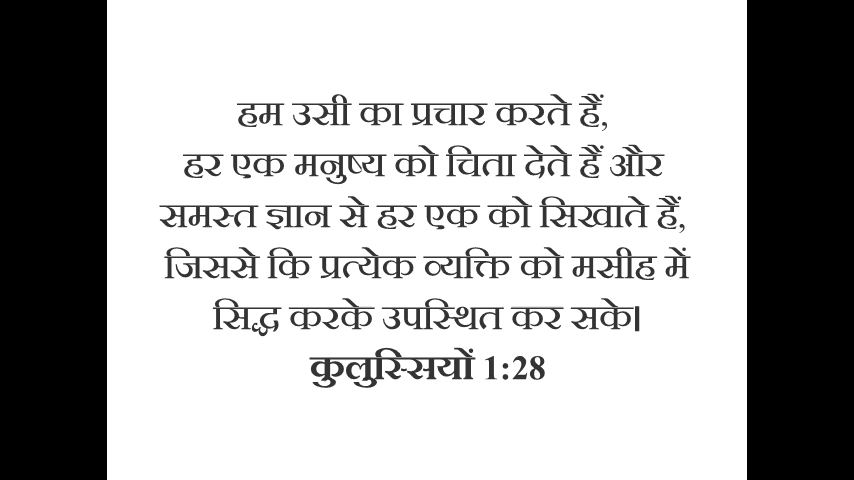 हम उसी का प्रचार करते हैं,
हर एक मनुष्य को चिता देते हैं और
समस्त ज्ञान से हर एक को सिखाते हैं,
जिससे कि प्रत्येक व्यक्ति को मसीह में
सिद्ध करके उपस्थित कर सके।
कुलुस्सियों 1:28